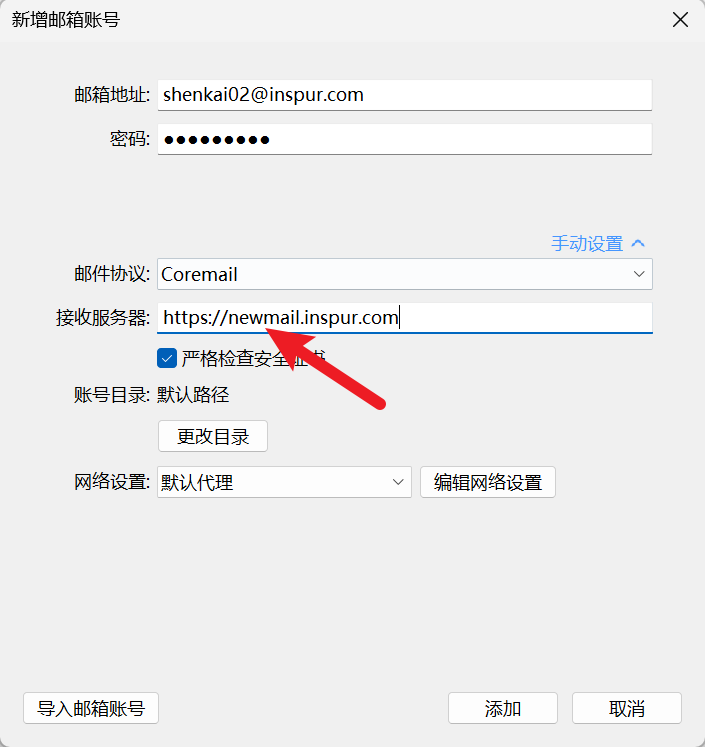 新增邮箱账号
邮箱地址: shenkai02@inspur.com
密码: ●●●●●●●●●
手动设置
邮件协议: Coremail
接收服务器: https://newmail.inspur.com
严格检查安全证书
账号目录: 默认路径
更改目录
网络设置: 默认代理 编辑网络设置
导入邮箱账号 添加 取消